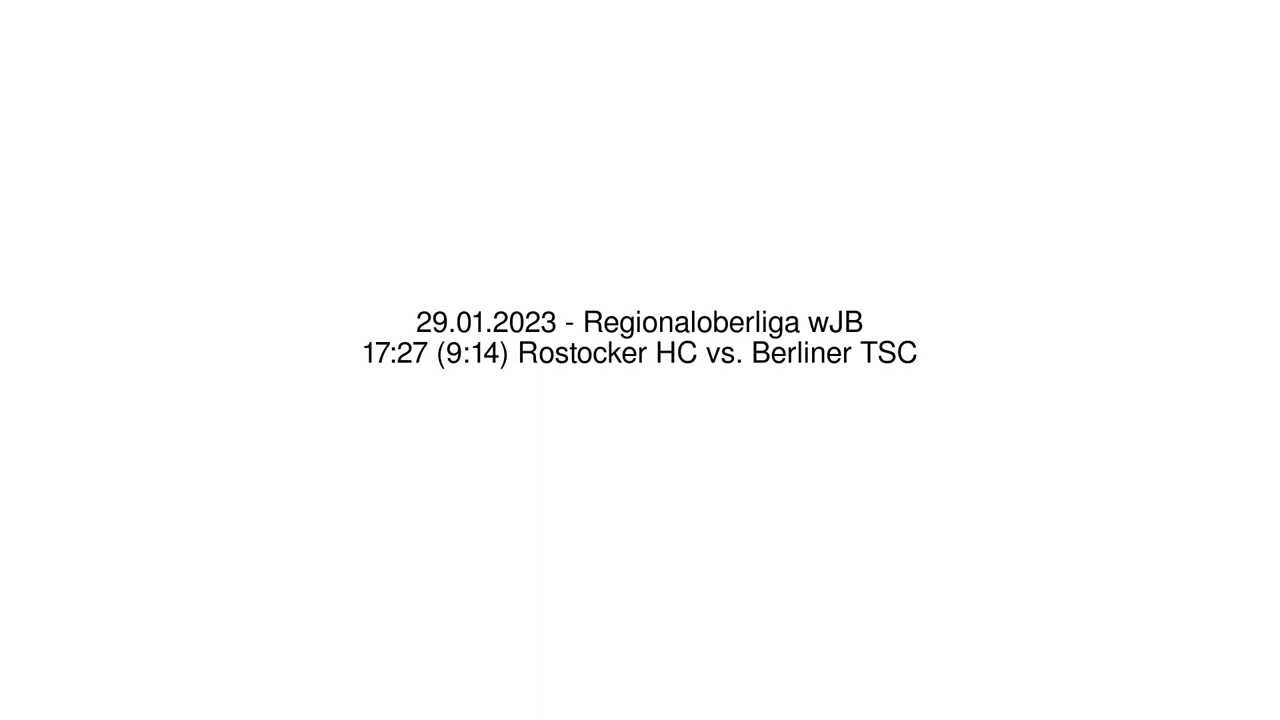 29.01.2023 - Regionaloberliga wJB
17:27 (9:14) Rostocker HC vs. Berliner TSC